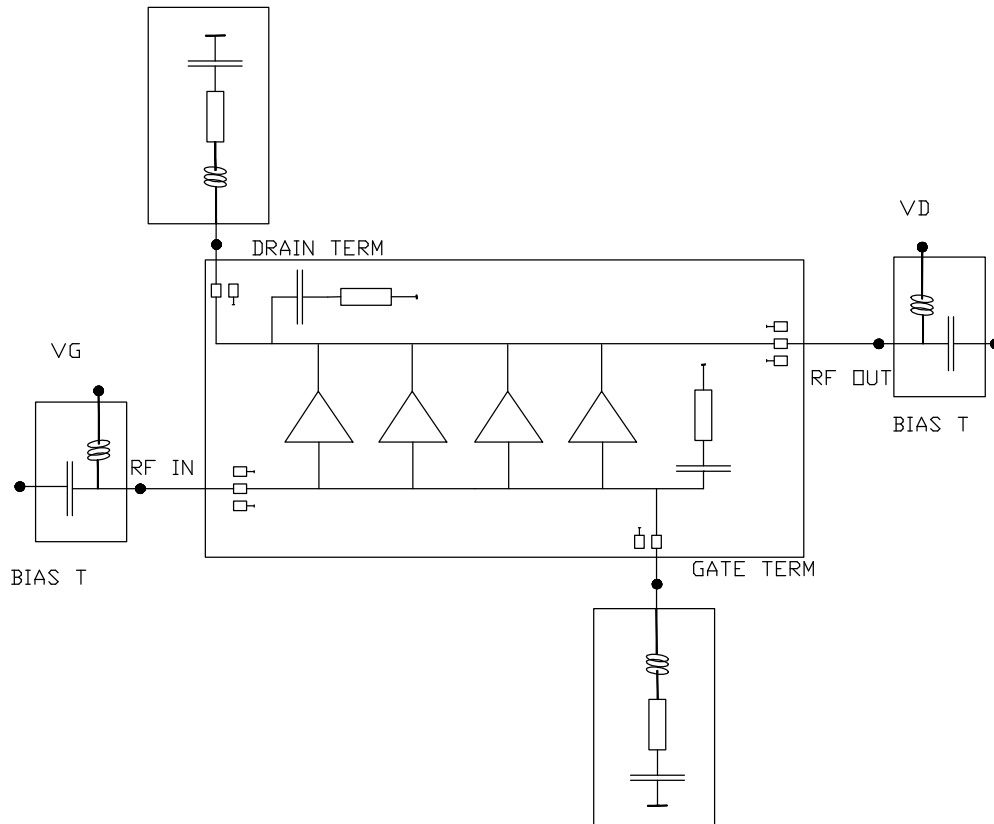 VD
DRAIN TERM
VG
RF OUT
BIAS T
RF IN
GATE TERM
BIAS T